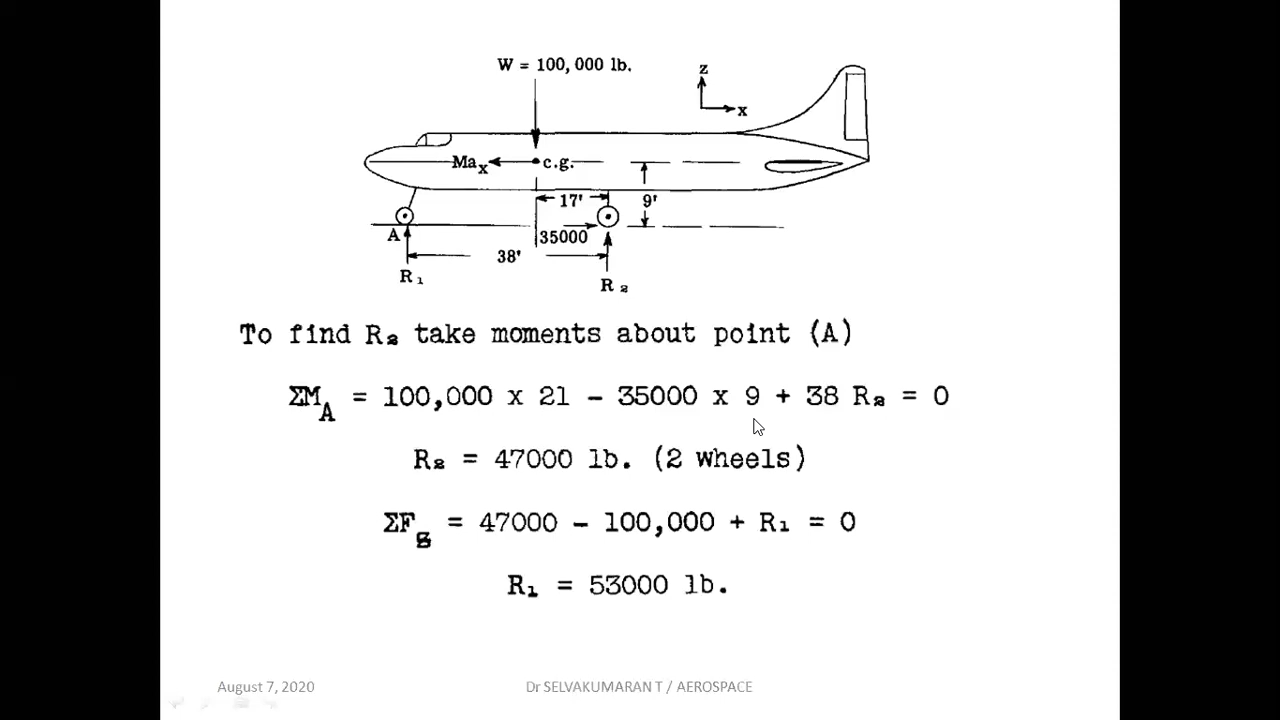 W = 100,000 lb.
z
x
Maₓ
c.g.
17'
9'
A
35000
38'
R₁
R₂
To find R₂ take moments about point (A)
ΣM_A = 100,000 x 21 - 35000 x 9 + 38 R₂ = 0
R₂ = 47000 lb. (2 wheels)
ΣF_z = 47000 - 100,000 + R₁ = 0
R₁ = 53000 lb.
August 7, 2020
Dr SELVAKUMARAN T / AEROSPACE